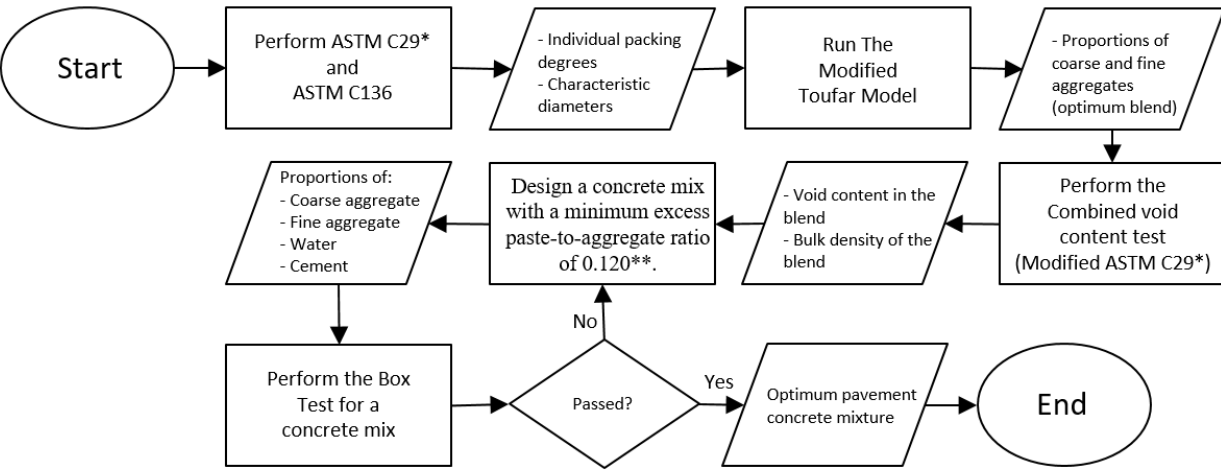 Start
Perform ASTM C29*
and
ASTM C136
- Individual packing
degrees
- Characteristic
diameters
Run The
Modified
Toufar Model
- Proportions of
coarse and fine
aggregates
(optimum blend)
Perform the
Combined void
content test
(Modified ASTM C29*)
- Void content in the
blend
- Bulk density of the
blend
Design a concrete mix
with a minimum excess
paste-to-aggregate ratio
of 0.120**.
Proportions of:
- Coarse aggregate
- Fine aggregate
- Water
- Cement
Perform the Box
Test for a
concrete mix
Passed?
No
Yes
Optimum pavement
concrete mixture
End